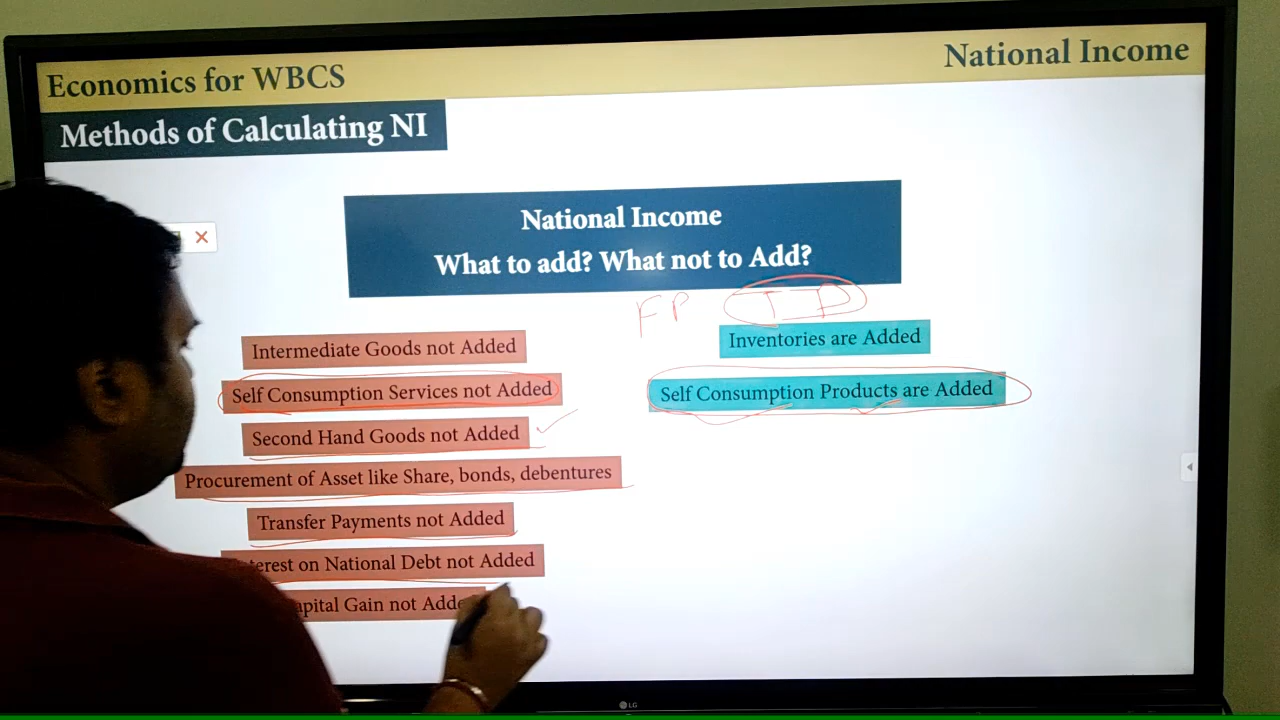 Economics for WBCS
National Income
Methods of Calculating NI
National Income
What to add? What not to Add?
FP
Intermediate Goods not Added
Self Consumption Services not Added
Second Hand Goods not Added
Procurement of Asset like Share, bonds, debentures
Transfer Payments not Added
on National Debt not Added
Gain not
Inventories are Added
Self Consumption Products are Added
LG